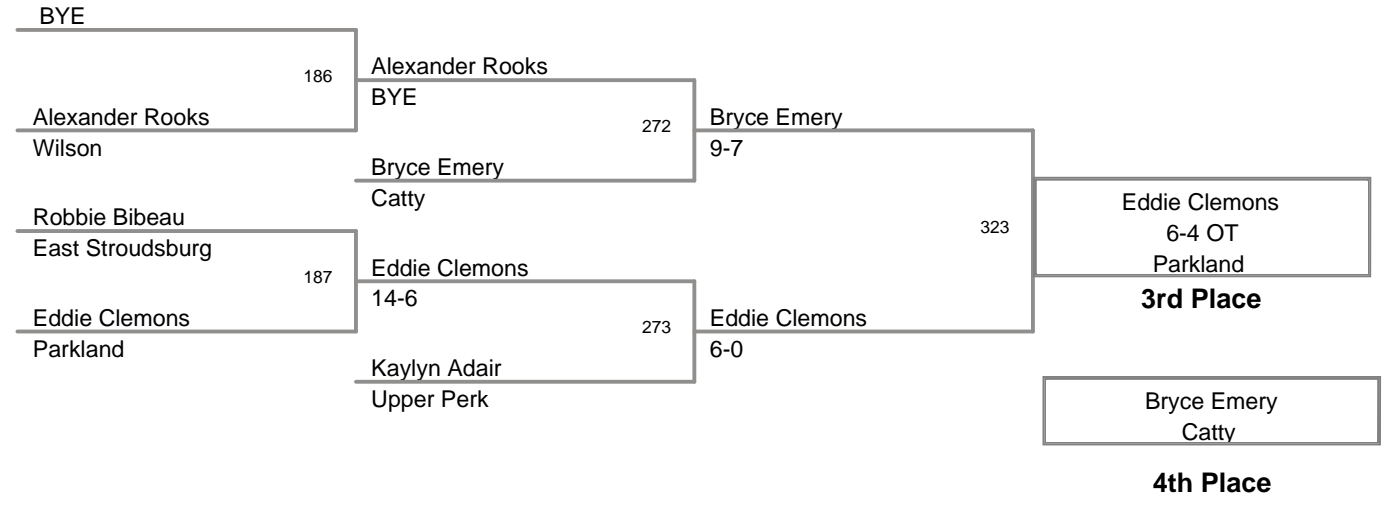 BYE
186
Alexander Rooks
Wilson
Alexander Rooks
BYE
272
Bryce Emery
Catty
Bryce Emery
9-7
Robbie Bibeau
East Stroudsburg
187
Eddie Clemons
Parkland
Eddie Clemons
14-6
273
Kaylyn Adair
Upper Perk
Eddie Clemons
6-0
323
Eddie Clemons
6-4 OT
Parkland
3rd Place
Bryce Emery
Catty
4th Place